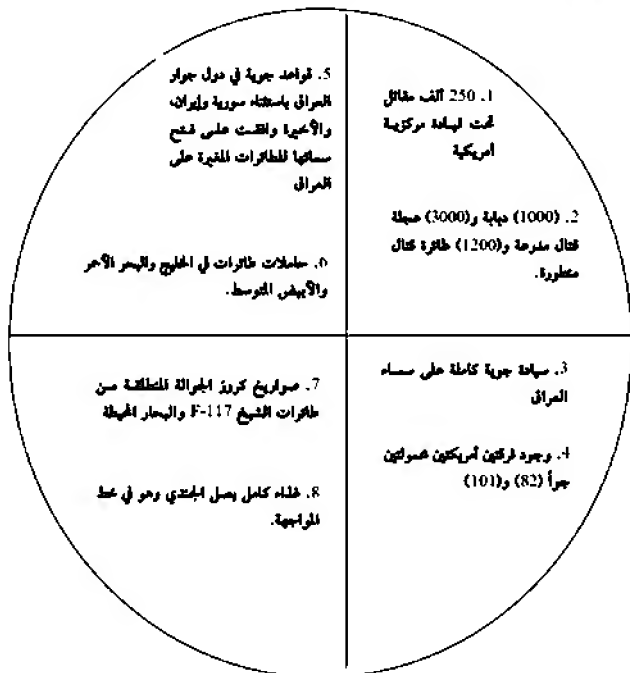 1. 250 ألف مقاتل
تحت قيادة مركزية
أمريكية
2. (1000) دبابة و(3000) عجلة
قتال مدرعة و(1200) طائرة قتال
متطورة.
3. سيادة جوية كاملة على سماء
العراق
4. وجود فرقتين أمريكتين محمولتين
جواً (82) و(101)
5. قواعد جوية في دول جوار
العراق باستثناء سورية وإيران،
والأخيرة وافقت على فتح
سمائها للطائرات المغيرة على
العراق
6. حاملات طائرات في الخليج والبحر الأحمر
والأبيض المتوسط.
7. صواريخ كروز الجوالة المنطلقة من
طائرات الشبح F-117 والبحار المحيطة
8. غذاء كامل يصل الجندي وهو في خط
المواجهة.